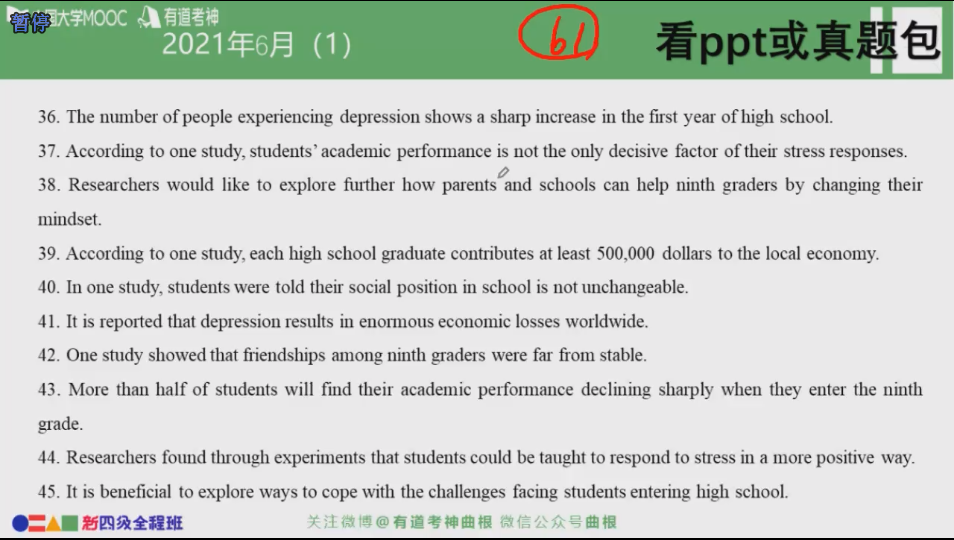 暂停
中国大学MOOC 有道考神
2021年6月（1）
61
看ppt或真题包
36. The number of people experiencing depression shows a sharp increase in the first year of high school.
37. According to one study, students’ academic performance is not the only decisive factor of their stress responses.
38. Researchers would like to explore further how parents and schools can help ninth graders by changing their
mindset.
39. According to one study, each high school graduate contributes at least 500,000 dollars to the local economy.
40. In one study, students were told their social position in school is not unchangeable.
41. It is reported that depression results in enormous economic losses worldwide.
42. One study showed that friendships among ninth graders were far from stable.
43. More than half of students will find their academic performance declining sharply when they enter the ninth
grade.
44. Researchers found through experiments that students could be taught to respond to stress in a more positive way.
45. It is beneficial to explore ways to cope with the challenges facing students entering high school.
新四级全程班
关注微博@有道考神曲根 微信公众号曲根